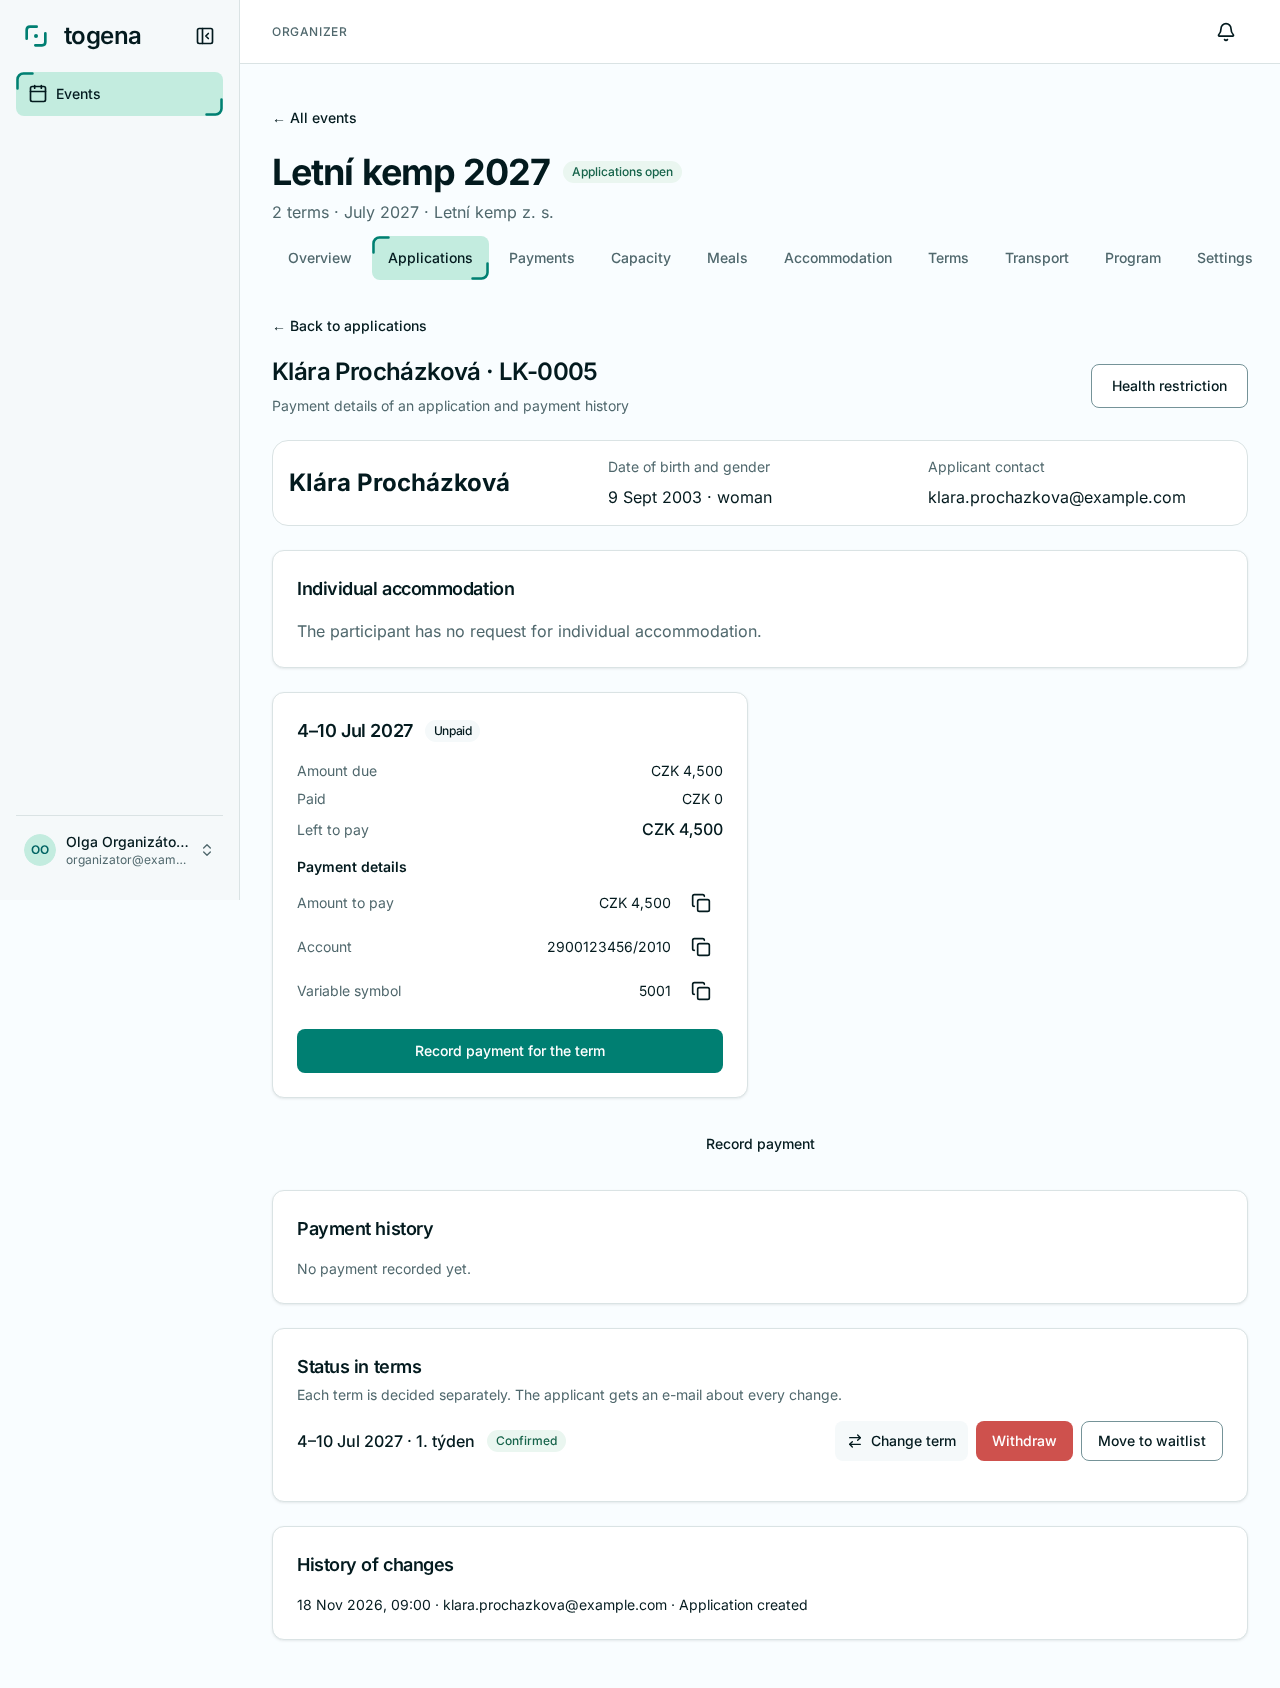 togena
ORGANIZER
Events
← All events
Letní kemp 2027
Applications open
2 terms · July 2027 · Letní kemp z. s.
Overview
Applications
Payments
Capacity
Meals
Accommodation
Terms
Transport
Program
Settings
← Back to applications
Klára Procházková · LK-0005
Payment details of an application and payment history
Health restriction
Klára Procházková
Date of birth and gender
9 Sept 2003 · woman
Applicant contact
klara.prochazkova@example.com
Individual accommodation
The participant has no request for individual accommodation.
4–10 Jul 2027
Unpaid
Amount due
CZK 4,500
Paid
CZK 0
Left to pay
CZK 4,500
Payment details
Amount to pay
CZK 4,500
Account
2900123456/2010
Variable symbol
5001
Record payment for the term
OO
Olga Organizáto...
organizator@exam...
Record payment
Payment history
No payment recorded yet.
Status in terms
Each term is decided separately. The applicant gets an e-mail about every change.
4–10 Jul 2027 · 1. týden
Confirmed
Change term
Withdraw
Move to waitlist
History of changes
18 Nov 2026, 09:00 · klara.prochazkova@example.com · Application created